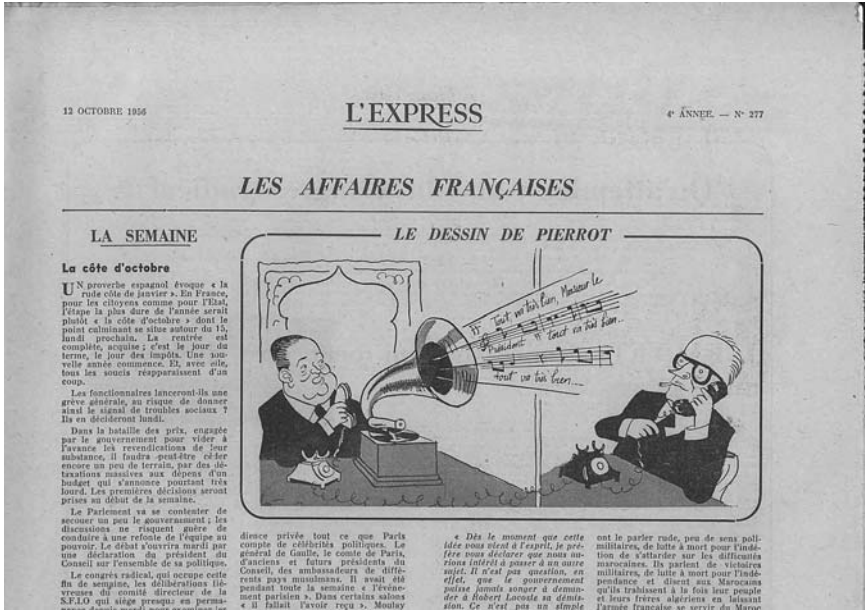 12 OCTOBRE 1956
L'EXPRESS
4e ANNÉE. — N° 277
LES AFFAIRES FRANÇAISES
LA SEMAINE
La côte d'octobre
UN proverbe espagnol évoque « la
rude côte de janvier ». En France,
pour les citoyens comme pour l'Etat,
l'étape la plus dure de l'année serait
plutôt « la côte d'octobre » dont le
point culminant se situe autour du 15,
lundi prochain. La rentrée est
complète, acquise ; c'est le jour du
terme, le jour des impôts. Une nou-
velle année commence. Et, avec elle,
tous les soucis réapparaissent d'un
coup.
Les fonctionnaires lanceront-ils une
grève générale, au risque de donner
ainsi le signal de troubles sociaux ?
Ils en décideront lundi.
Dans la bataille des prix, engagée
par le gouvernement pour vider à
l'avance les revendications de leur
substance, il faudra peut-être céder
encore un peu de terrain, par des dé-
taxations massives aux dépens d'un
budget qui s'annonce pourtant très
lourd. Les premières décisions seront
prises au début de la semaine.
Le Parlement va se contenter de
secouer un peu le gouvernement ; les
discussions ne risquent guère de
conduire à une refonte de l'équipe au
pouvoir. Le débat s'ouvrira mardi par
une déclaration du président du
Conseil sur l'ensemble de sa politique.
Le congrès radical, qui occupe cette
fin de semaine, les délibérations fié-
vreuses du comité directeur de la
S.F.I.O qui siège presque en perma-
LE DESSIN DE PIERROT
Tout va très bien, Monsieur le
Président tout va très bien...
tout va très bien....
dience privée tout ce que Paris
compte de célébrités politiques. Le
général de Gaulle, le comte de Paris,
d'anciens et futurs présidents du
Conseil, des ambassadeurs de diffé-
rents pays musulmans. Il avait été
pendant toute la semaine « l'événe-
ment parisien ». Dans certains salons
« il fallait l'avoir reçu ». Moulay
« Dès le moment que cette
idée vous vient à l'esprit, je pré-
fère vous déclarer que nous au-
rions intérêt à passer à un autre
sujet. Il n'est pas question, en
effet, que le gouvernement
puisse jamais songer à deman-
der à Robert Lacoste sa démis-
sion. Ce n'est pas un simple
ont le parler rude, peu de sens poli-
militaires, de lutte à mort pour l'indé-
tion de s'attarder sur les difficultés
marocaines. Ils parlent de victoires
militaires, de lutte à mort pour l'indé-
pendance et disent aux Marocains
qu'ils trahissent à la fois leur peuple
et leurs frères algériens en laissant
l'armée française se servir du Maroc